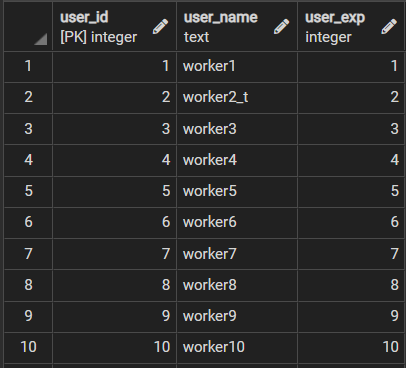 user_id user_name user_exp
[PK] integer text integer
1 1 worker1 1
2 2 worker2_t 2
3 3 worker3 3
4 4 worker4 4
5 5 worker5 5
6 6 worker6 6
7 7 worker7 7
8 8 worker8 8
9 9 worker9 9
10 10 worker10 10